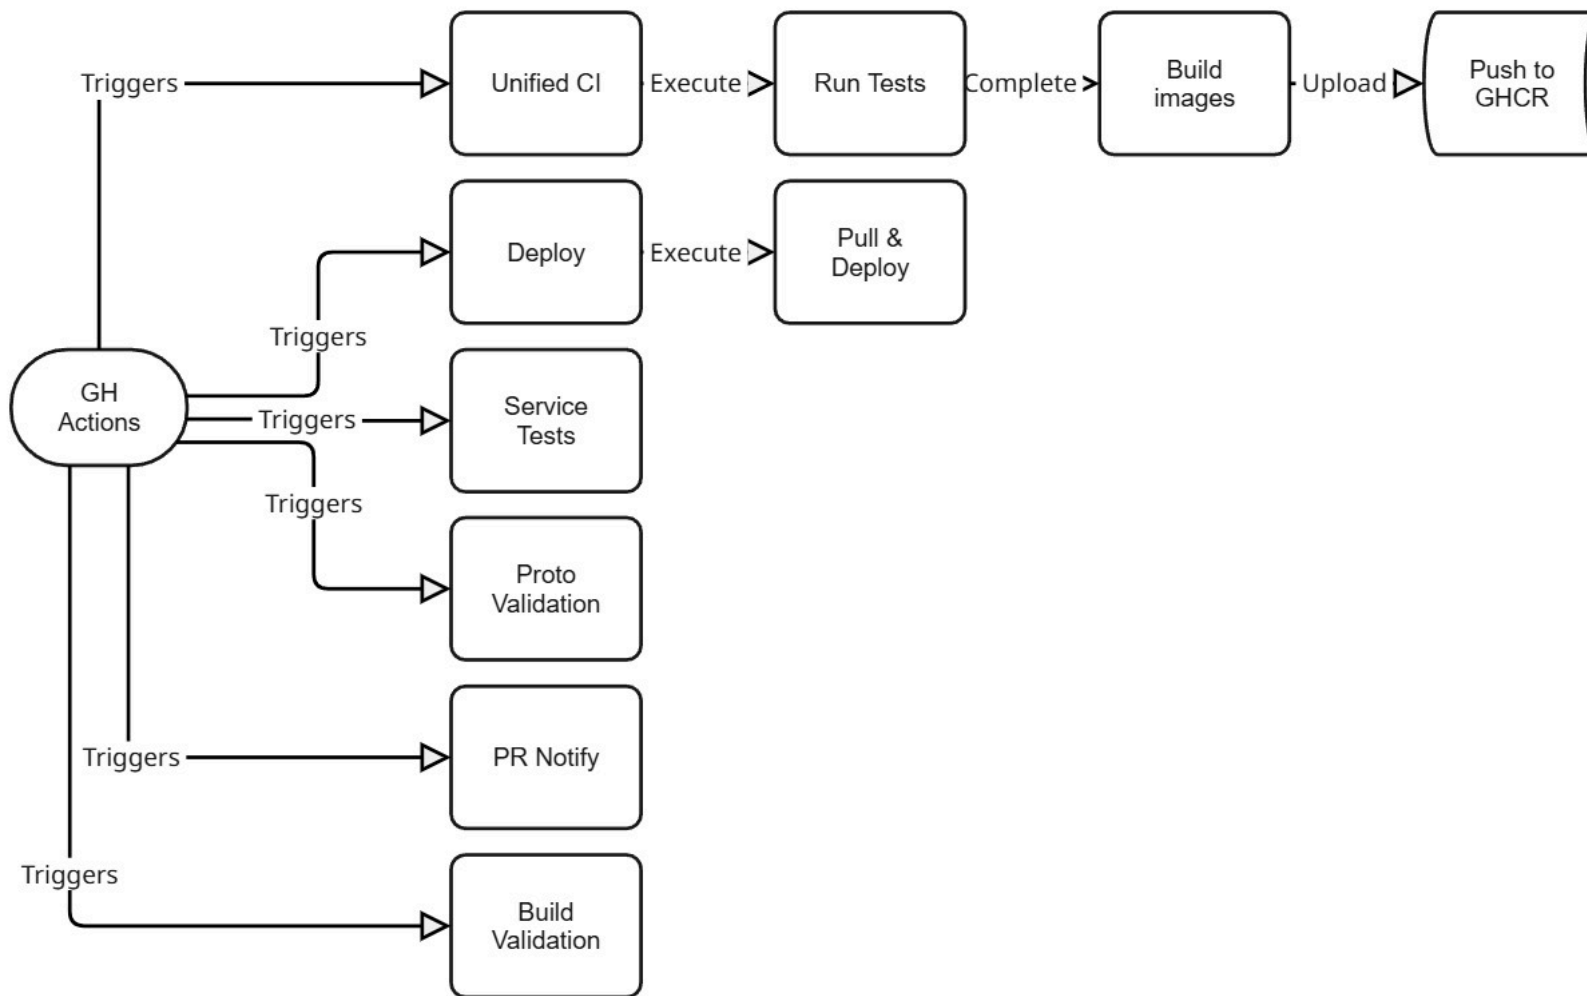 Triggers
Unified CI
Execute
Run Tests
Complete
Build
images
Upload
Push to
GHCR
Deploy
Execute
Pull &
Deploy
Triggers
GH
Actions
Triggers
Service
Tests
Triggers
Proto
Validation
Triggers
PR Notify
Triggers
Build
Validation